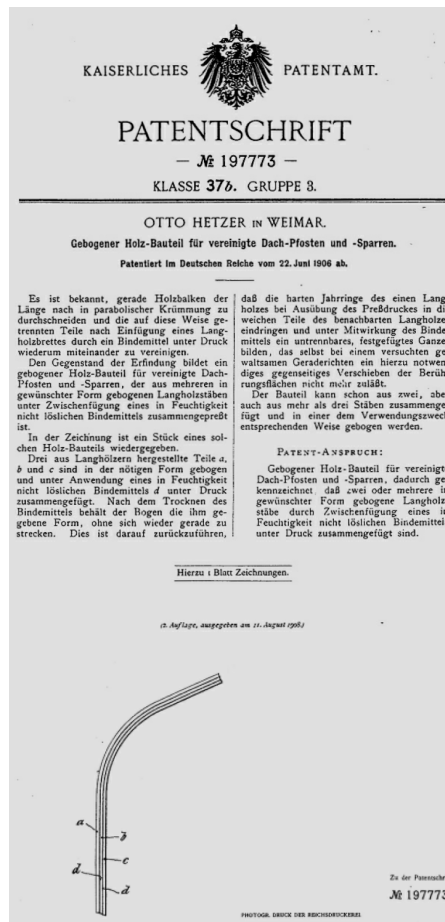 KAISERLICHES PATENTAMT.
PATENTSCHRIFT
— № 197773 —
KLASSE 37b. GRUPPE 3.
OTTO HETZER IN WEIMAR.
Gebogener Holz-Bauteil für vereinigte Dach-Pfosten und -Sparren.
Patentiert im Deutschen Reiche vom 22. Juni 1906 ab.
Es ist bekannt, gerade Holzbalken der
Länge nach in parabolischer Krümmung zu
durchschneiden und die auf diese Weise ge-
trennten Teile nach Einfügung eines Lang-
holzbrettes durch ein Bindemittel unter Druck
wiederum miteinander zu vereinigen.
Den Gegenstand der Erfindung bildet ein
gebogener Holz-Bauteil für vereinigte Dach-
Pfosten und -Sparren, der aus mehreren in
gewünschter Form gebogenen Langholzstäben
unter Zwischenfügung eines in Feuchtigkeit
nicht löslichen Bindemittels zusammengepreßt
ist.
In der Zeichnung ist ein Stück eines sol-
chen Holz-Bauteils wiedergegeben.
Drei aus Langhölzern hergestellte Teile a,
b und c sind in der nötigen Form gebogen
und unter Anwendung eines in Feuchtigkeit
nicht löslichen Bindemittels d unter Druck
zusammengefügt. Nach dem Trocknen des
Bindemittels behält der Bogen die ihm ge-
gebene Form, ohne sich wieder gerade zu
strecken. Dies ist darauf zurückzuführen,
daß die harten Jahrringe des einen Lang
holzes bei Ausübung des Preßdruckes in di
weichen Teile des benachbarten Langholze
eindringen und unter Mitwirkung des Binde
mittels ein untrennbares, festgefügtes Ganze
bilden, das selbst bei einem versuchten ge
waltsamen Geraderichten ein hierzu notwen
diges gegenseitiges Verschieben der Berüh
rungsflächen nicht mehr zuläßt.
Der Bauteil kann schon aus zwei, abe
auch aus mehr als drei Stäben zusammenge
fügt und in einer dem Verwendungszweck
entsprechenden Weise gebogen werden.
PATENT-ANSPRUCH:
Gebogener Holz-Bauteil für vereinigt
Dach-Pfosten und -Sparren, dadurch ge
kennzeichnet, daß zwei oder mehrere in
gewünschter Form gebogene Langholz
stäbe durch Zwischenfügung eines in
Feuchtigkeit nicht löslichen Bindemittel
unter Druck zusammengefügt sind.
Hierzu 1 Blatt Zeichnungen.
(2. Auflage, ausgegeben am 21. August 1908.)
a
b
c
d
d
Zu der Patentschr
№ 197773
PHOTOGR. DRUCK DER REICHSDRUCKEREI